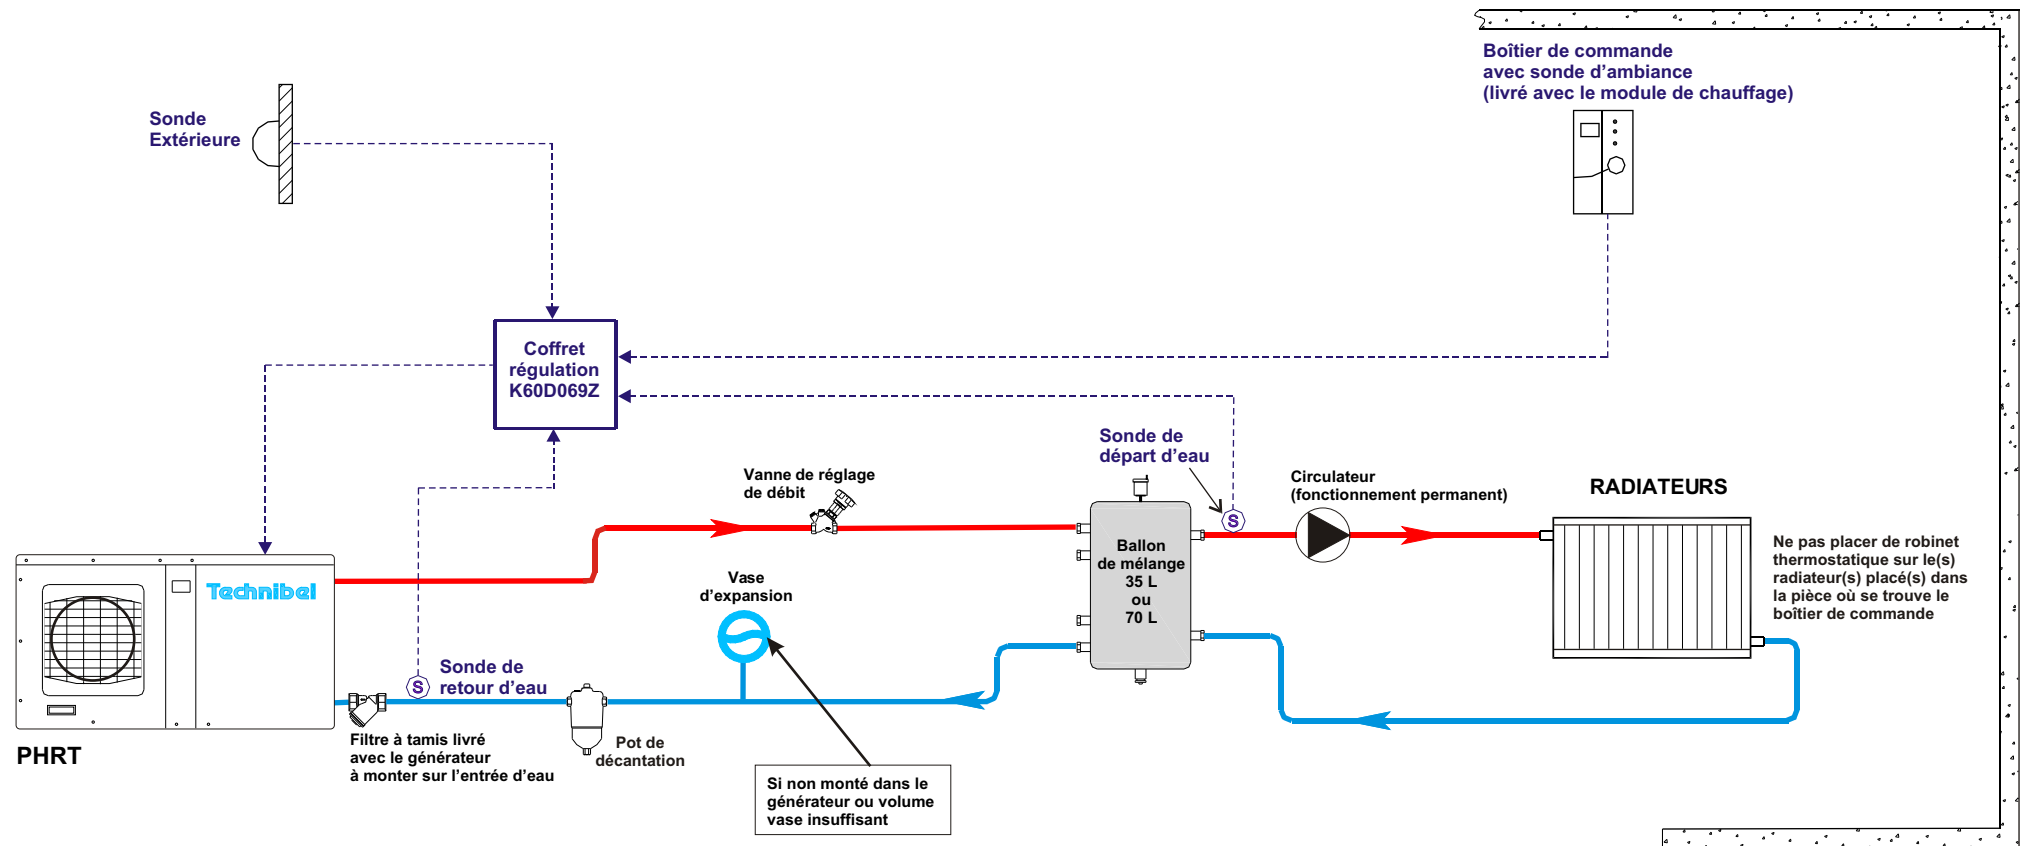 Boîtier de commande
avec sonde d'ambiance
(livré avec le module de chauffage)
Sonde
Extérieure
Coffret
régulation
K60D069Z
Sonde de
départ d'eau
Vanne de réglage
de débit
Circulateur
(fonctionnement permanent)
RADIATEURS
S
Ballon
de mélange
35 L
ou
70 L
Ne pas placer de robinet
thermostatique sur le(s)
radiateur(s) placé(s) dans
la pièce où se trouve le
boîtier de commande
Technibel
Vase
d'expansion
S
Sonde de
retour d'eau
PHRT
Filtre à tamis livré
avec le générateur
à monter sur l'entrée d'eau
Pot de
décantation
Si non monté dans le
générateur ou volume
vase insuffisant